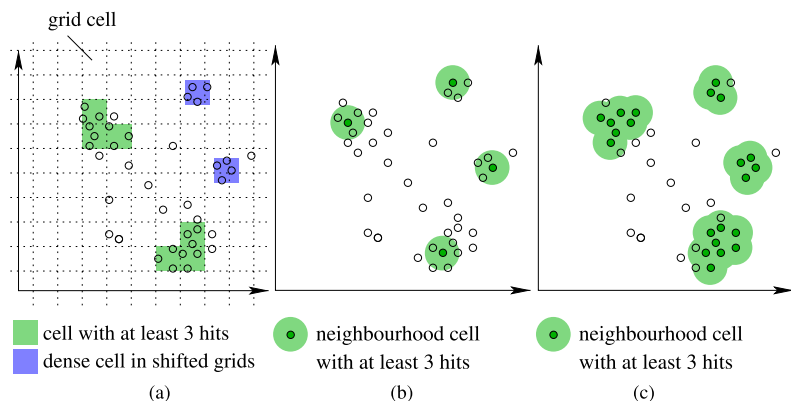 grid cell
cell with at least 3 hits
dense cell in shifted grids
neighbourhood cell
with at least 3 hits
neighbourhood cell
with at least 3 hits
(a)
(b)
(c)